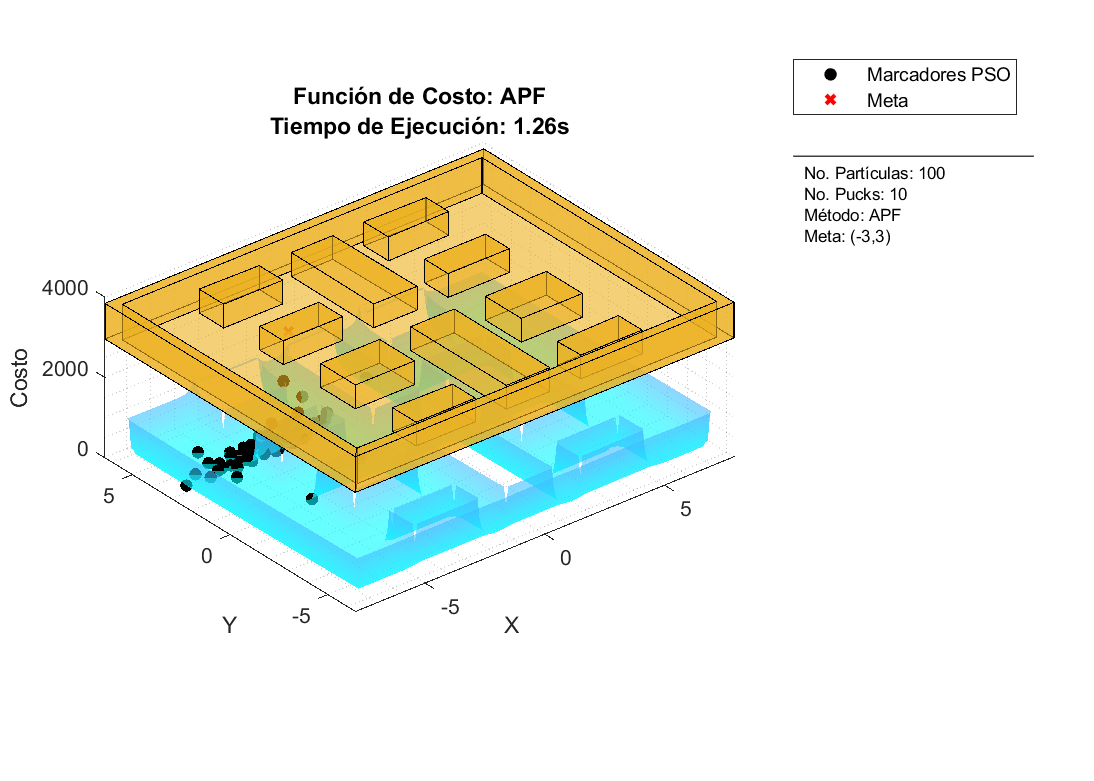 Función de Costo: APF
Tiempo de Ejecución: 1.26s
Marcadores PSO
Meta
No. Partículas: 100
No. Pucks: 10
Método: APF
Meta: (-3,3)
Costo
4000
2000
0
5
0
-5
Y
-5
0
5
X